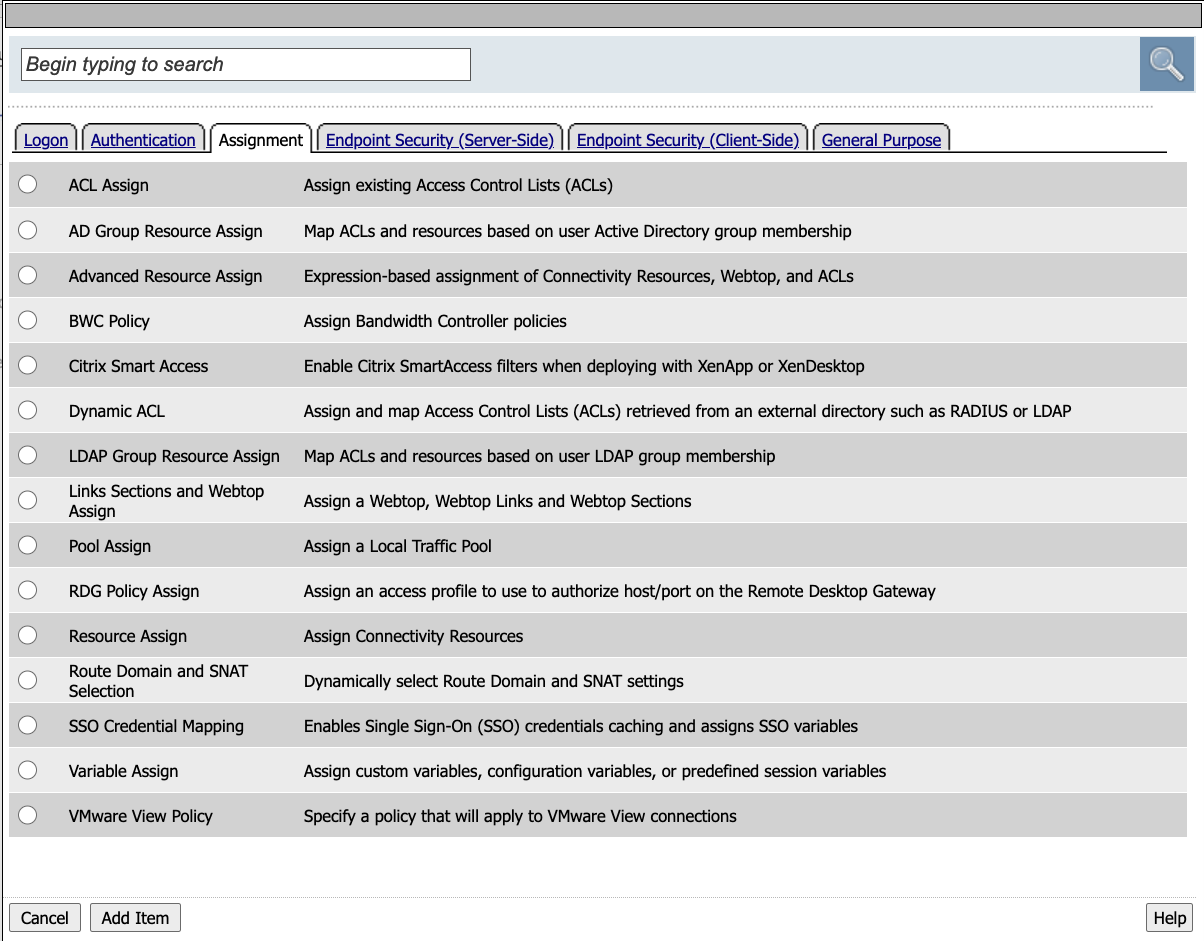 Begin typing to search
Logon Authentication Assignment Endpoint Security (Server-Side) Endpoint Security (Client-Side) General Purpose
ACL Assign Assign existing Access Control Lists (ACLs)
AD Group Resource Assign Map ACLs and resources based on user Active Directory group membership
Advanced Resource Assign Expression-based assignment of Connectivity Resources, Webtop, and ACLs
BWC Policy Assign Bandwidth Controller policies
Citrix Smart Access Enable Citrix SmartAccess filters when deploying with XenApp or XenDesktop
Dynamic ACL Assign and map Access Control Lists (ACLs) retrieved from an external directory such as RADIUS or LDAP
LDAP Group Resource Assign Map ACLs and resources based on user LDAP group membership
Links Sections and Webtop
Assign
Assign a Webtop, Webtop Links and Webtop Sections
Pool Assign Assign a Local Traffic Pool
RDG Policy Assign Assign an access profile to use to authorize host/port on the Remote Desktop Gateway
Resource Assign Assign Connectivity Resources
Route Domain and SNAT
Selection
Dynamically select Route Domain and SNAT settings
SSO Credential Mapping Enables Single Sign-On (SSO) credentials caching and assigns SSO variables
Variable Assign Assign custom variables, configuration variables, or predefined session variables
VMware View Policy Specify a policy that will apply to VMware View connections
Cancel Add Item Help